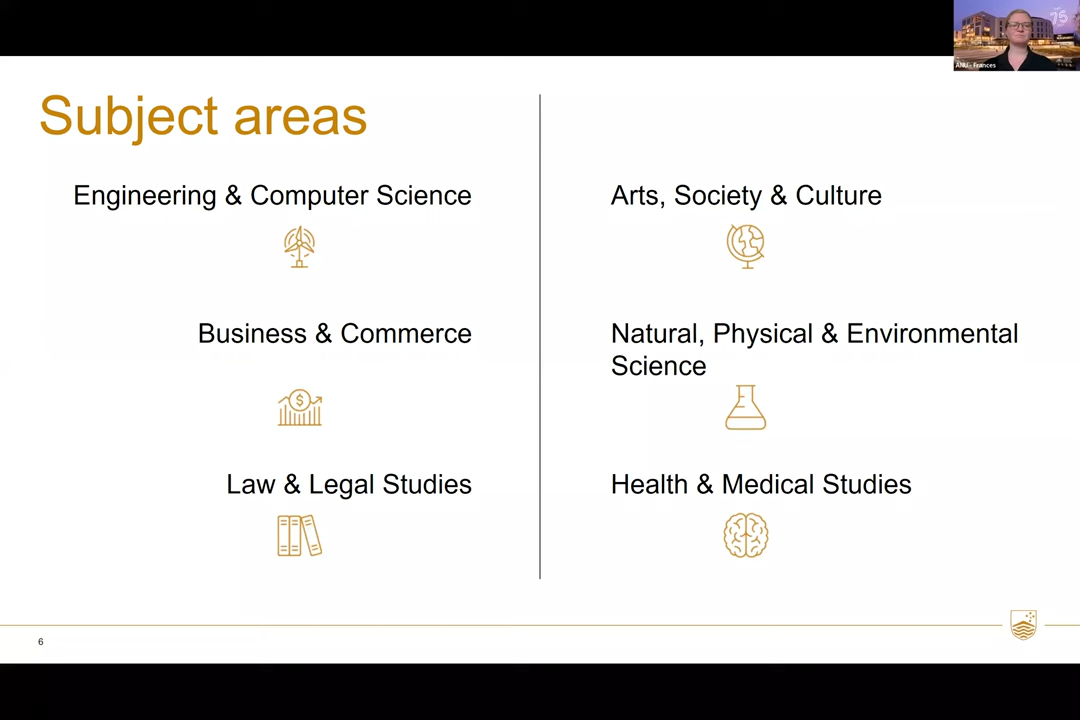 75
ANU - Frances
Subject areas
Engineering & Computer Science
Arts, Society & Culture
Business & Commerce
Natural, Physical & Environmental
Science
$
Law & Legal Studies
Health & Medical Studies
6